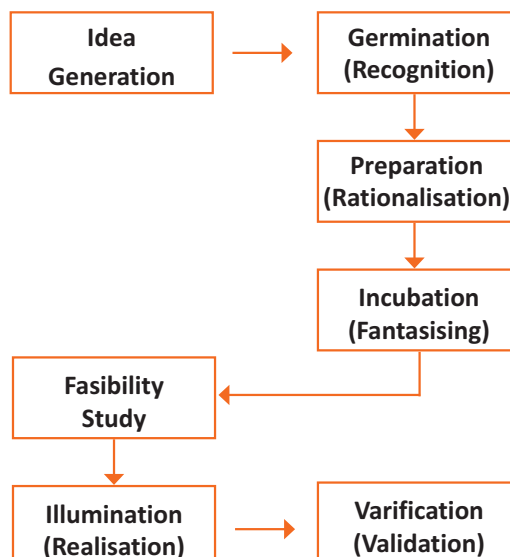 Idea
Generation
Germination
(Recognition)
Preparation
(Rationalisation)
Incubation
(Fantasising)
Fasibility
Study
Illumination
(Realisation)
Varification
(Validation)